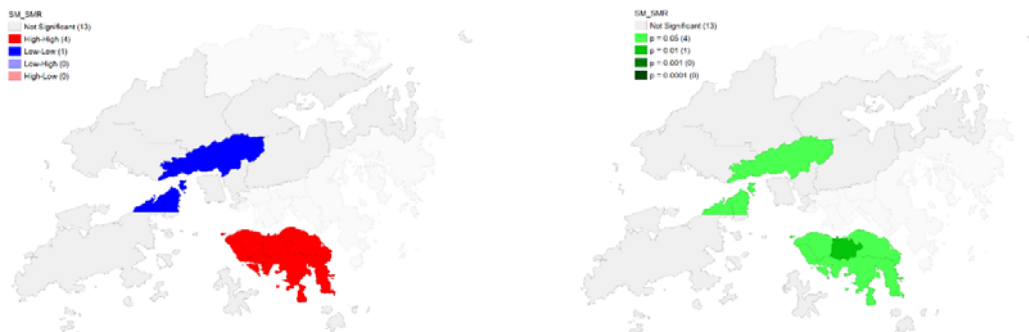 SM_SMR
Not Significant (13)
High-High (4)
Low-Low (1)
Low-High (0)
High-Low (0)
SM_SMR
Not Significant (13)
p = 0.05 (4)
p = 0.01 (1)
p = 0.001 (0)
p = 0.0001 (0)